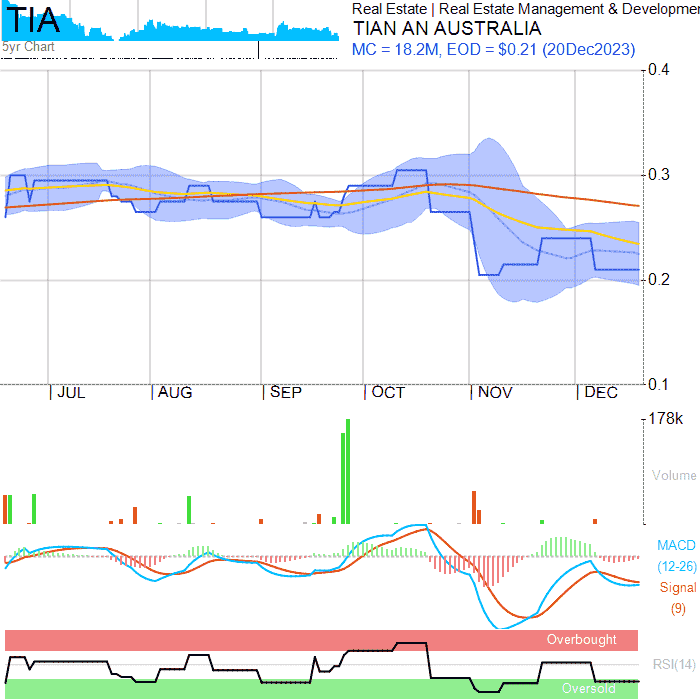 TIA
5yr Chart
Real Estate | Real Estate Management & Developmen
TIAN AN AUSTRALIA
MC = 18.2M, EOD = $0.21 (20Dec2023)
0.4
0.3
0.2
0.1
JUL AUG SEP OCT NOV DEC
178k
Volume
MACD
(12-26)
Signal
(9)
Overbought
RSI(14)
Oversold